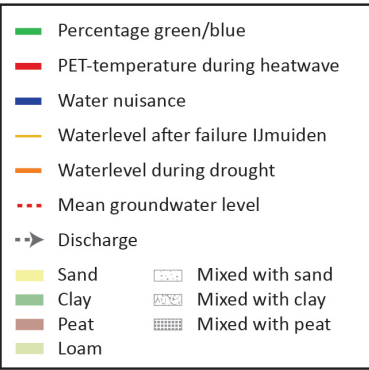 Percentage green/blue
PET-temperature during heatwave
Water nuisance
Waterlevel after failure IJmuiden
Waterlevel during drought
Mean groundwater level
Discharge
Sand Mixed with sand
Clay Mixed with clay
Peat Mixed with peat
Loam